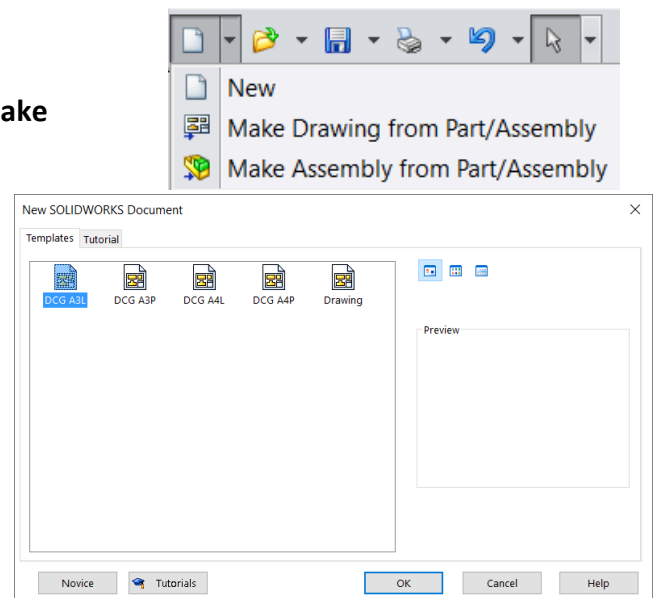 ake
New
Make Drawing from Part/Assembly
Make Assembly from Part/Assembly
New SOLIDWORKS Document
Templates Tutorial
DCG A3L DCG A3P DCG A4L DCG A4P Drawing
Preview
Novice Tutorials OK Cancel Help